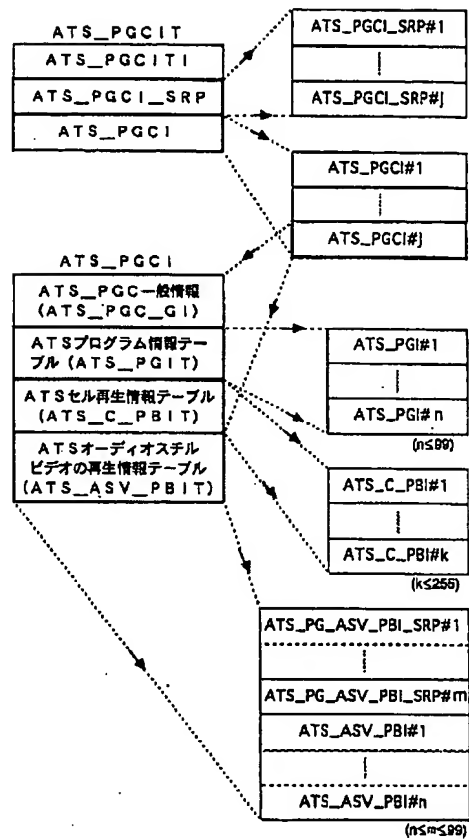 ATS_PGCIT
ATS_PGCITI
ATS_PGCI_SRP
ATS_PGCI
ATS_PGCI_SRP#1
ATS_PGCI_SRP#j
ATS_PGCI#1
ATS_PGCI#j
ATS_PGCI
ATS_PGC一般情報
(ATS_PGC_GI)
ATSプログラム情報テー
ブル(ATS_PGIT)
ATSセル再生情報テーブル
(ATS_C_PBIT)
ATSオーディオスチル
ビデオの再生情報テーブル
(ATS_ASV_PBIT)
ATS_PGI#1
ATS_PGI#n
(n≤99)
ATS_C_PBI#1
ATS_C_PBI#k
(k≤255)
ATS_PG_ASV_PBI_SRP#1
ATS_PG_ASV_PBI_SRP#m
ATS_ASV_PBI#1
ATS_ASV_PBI#n
(n≤m≤99)